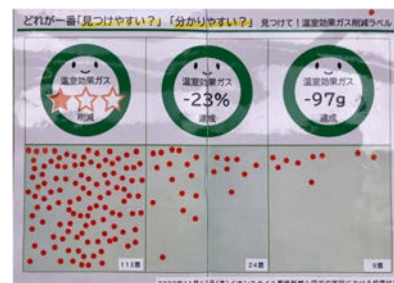 どれが一番「見つけやすい?」「分かりやすい?」 見つけて!温室効果ガス削減ラベル
温室効果ガス
削減
温室効果ガス
-23%
達成
温室効果ガス
-97g
達成
113票
24票
9票